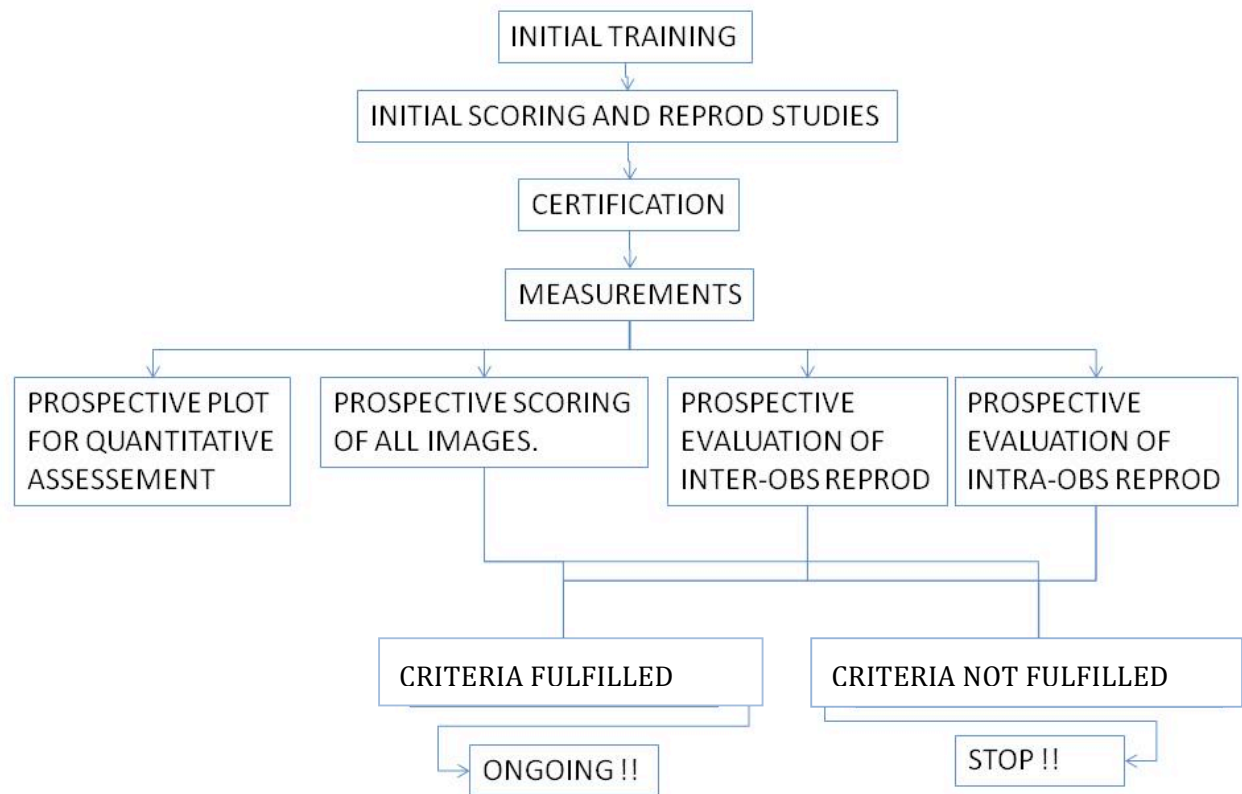 INITIAL TRAINING
INITIAL SCORING AND REPROD STUDIES
CERTIFICATION
MEASUREMENTS
PROSPECTIVE PLOT
FOR QUANTITATIVE
ASSESSEMENT
PROSPECTIVE SCORING
OF ALL IMAGES.
PROSPECTIVE
EVALUATION OF
INTER-OBS REPROD
PROSPECTIVE
EVALUATION OF
INTRA-OBS REPROD
CRITERIA FULFILLED
CRITERIA NOT FULFILLED
ONGOING !!
STOP !!